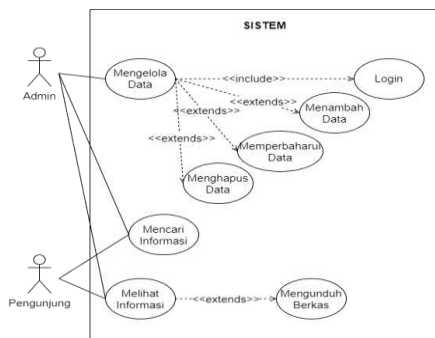 SISTEM
Admin
Mengelola
Data
<<include>>
Login
<<extends>>
Menambah
Data
<<extends>>
Memperbaharui
Data
<<extends>>
Menghapus
Data
Mencari
Informasi
Pengunjung
Melihat
Informasi
<<extends>>
Mengunduh
Berkas